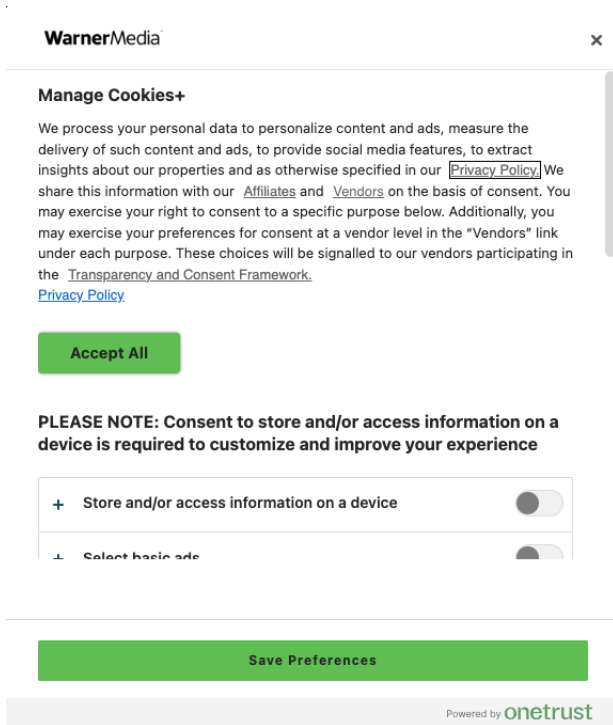 WarnerMedia
×
Manage Cookies+
We process your personal data to personalize content and ads, measure the
delivery of such content and ads, to provide social media features, to extract
insights about our properties and as otherwise specified in our Privacy Policy. We
share this information with our Affiliates and Vendors on the basis of consent. You
may exercise your right to consent to a specific purpose below. Additionally, you
may exercise your preferences for consent at a vendor level in the “Vendors” link
under each purpose. These choices will be signalled to our vendors participating in
the Transparency and Consent Framework.
Privacy Policy
Accept All
PLEASE NOTE: Consent to store and/or access information on a
device is required to customize and improve your experience
+ Store and/or access information on a device
+ Select basic ads
Save Preferences
Powered by onetrust